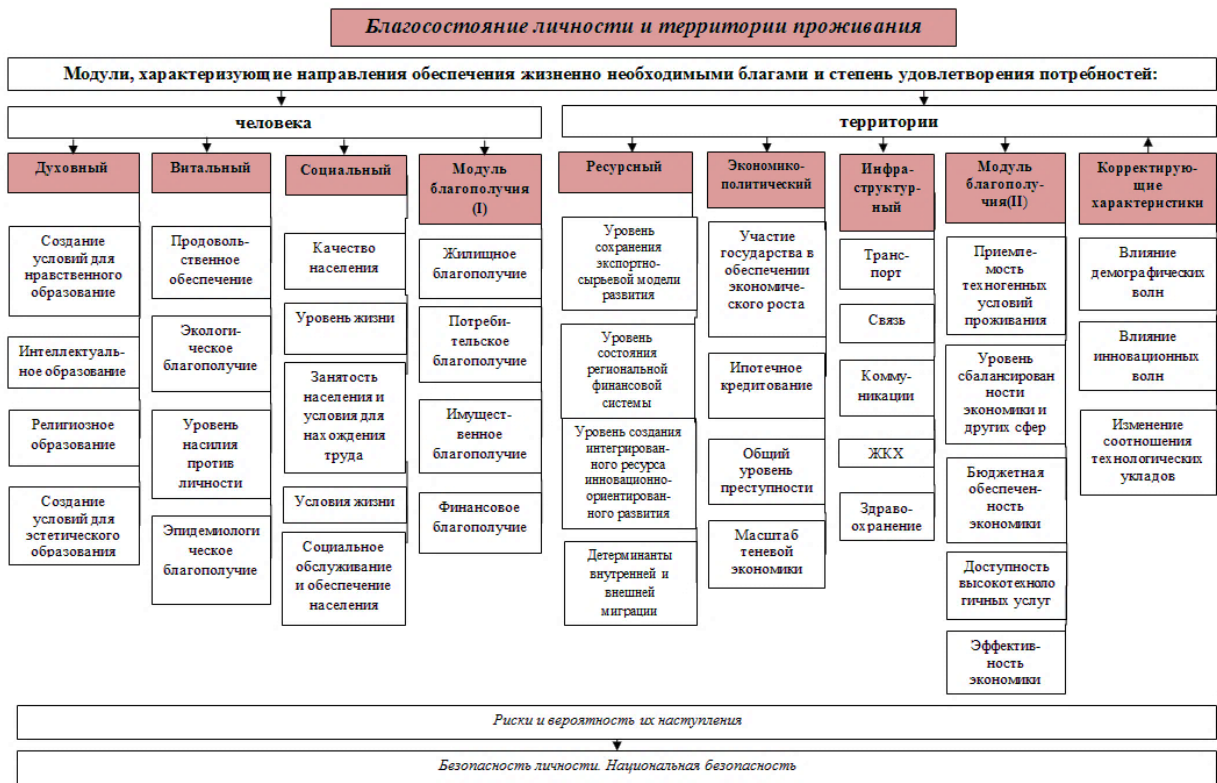 Благосостояние личности и территории проживания
Модули, характеризующие направления обеспечения жизненно необходимыми благами и степень удовлетворения потребностей:
человека
территории
Духовный
Создание
условий для
нравственного
образования
Интеллектуаль-
ное образование
Религиозное
образование
Создание
условий для
эстетического
образования
Витальный
Продоволь-
ственное
обеспечение
Экологи-
ческое
благополучие
Уровень
насилия против
личности
Эпидемиологи
ческое
благополучие
Социальный
Качество
населения
Уровень жизни
Занятость
населения и
условия для
нахождения
труда
Условия жизни
Социальное
обслуживание
и обеспечение
населения
Модуль
благополучия
(I)
Жилищное
благополучие
Потреби-
тельское
благополучие
Имущест-
венное
благополучие
Финансовое
благополучие
Ресурсный
Уровень
сохранения
экспортно-
сырьевой модели
развития
Уровень
состояния
региональной
финансовой
системы
Уровень создания
интегрирован-
ного ресурса
инновационно-
ориентирован-
ного развития
Детерминанты
внутренней и
внешней
миграции
Экономико-
политический
Участие
государства в
обеспечении
экономиче-
ского роста
Ипотечное
кредитование
Общий
уровень
преступности
Масштаб
теневой
экономики
Инфра-
структур-
ный
Транс-
порт
Связь
Комму-
никации
ЖКХ
Здраво-
охранение
Модуль
благополу-
чия(II)
Приемле-
мость
техногенных
условий
проживания
Уровень
сбалансирован
ности
экономики и
других сфер
Бюджетная
обеспечен-
ность
экономики
Доступность
высокотехноло
гичных услуг
Эффектив-
ность
экономики
Корректирую-
щие
характеристики
Влияние
демографических
волн
Влияние
инновационных
волн
Изменение
соотношения
технологических
укладов
Риски и вероятность их наступления
Безопасность личности. Национальная безопасность